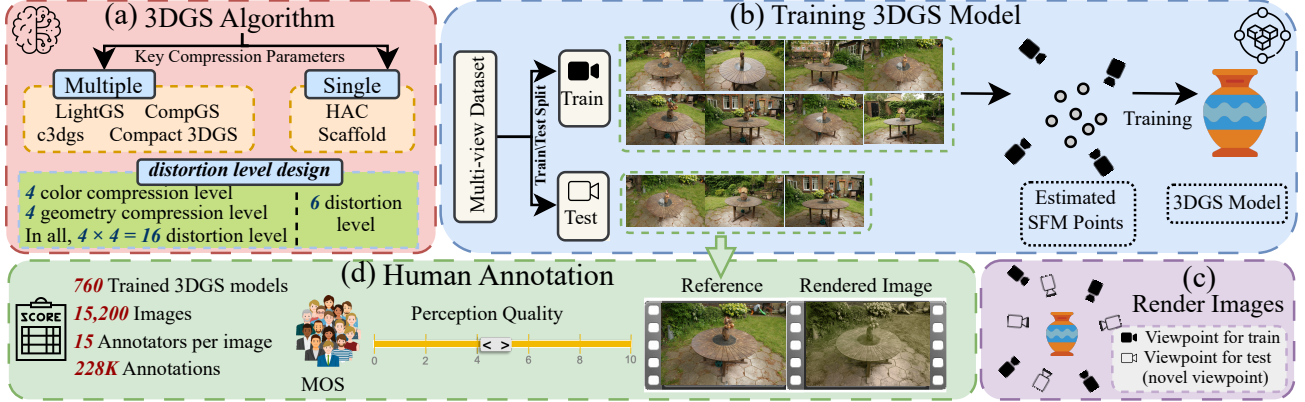 (a) 3DGS Algorithm
Key Compression Parameters
Multiple
Single
LightGS CompGS
c3dgs Compact 3DGS
HAC
Scaffold
distortion level design
4 color compression level
4 geometry compression level
In all, 4 × 4 = 16 distortion level
6 distortion
level
(b) Training 3DGS Model
Multi-view Dataset
Train\Test Split
Train
Test
Training
Estimated
SFM Points
3DGS Model
(d) Human Annotation
SCORE
760 Trained 3DGS models
15,200 Images
15 Annotators per image
228K Annotations
MOS
Perception Quality
< >
0 2 4 6 8 10
Reference
Rendered Image
(c)
Render Images
Viewpoint for train
Viewpoint for test
(novel viewpoint)